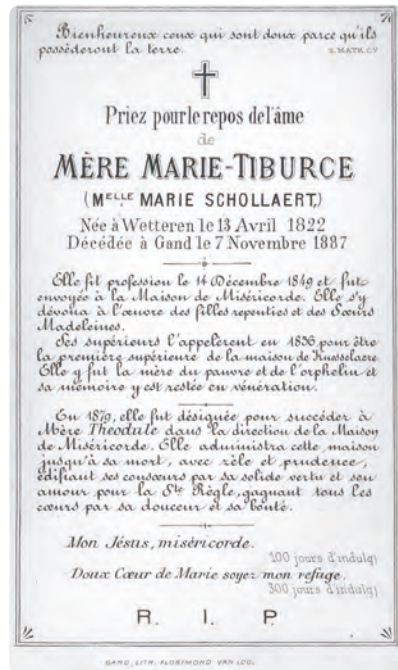 Bienheureux ceux qui sont doux parce qu'ils
posséderont la terre. S. MATH. C.V
Priez pour le repos de l'âme
de
MÈRE MARIE-TIBURCE
(MELLE MARIE SCHOLLAERT,)
Née à Wetteren le 13 Avril 1822
Décédée à Gand le 7 Novembre 1887
Elle fit profession le 14 Décembre 1849 et fut
envoyée à la Maison de Miséricorde. Elle s'y
dévoua à l'œuvre des filles repenties et des Sœurs
Madeleines.
Ses supérieurs l'appelèrent en 1856 pour être
la première supérieure de la maison de Knesselaere.
Elle y fut la mère du pauvre et de l'orphelin et
sa mémoire y est restée en vénération.
En 1879, elle fut désignée pour succéder à
Mère Théodule dans la direction de la Maison
de Miséricorde. Elle administra cette maison
jusqu'à sa mort, avec zèle et prudence,
édifiant ses consœurs par sa solide vertu et son
amour pour la Ste Règle, gagnant tous les
cœurs par sa douceur et sa bonté.
Mon Jésus, miséricorde.
100 jours d'indulg)
Doux Cœur de Marie soyez mon refuge.
300 jours d'indulg)
R. I. P.
GAND, LITH. FLORIMOND VAN LOO.